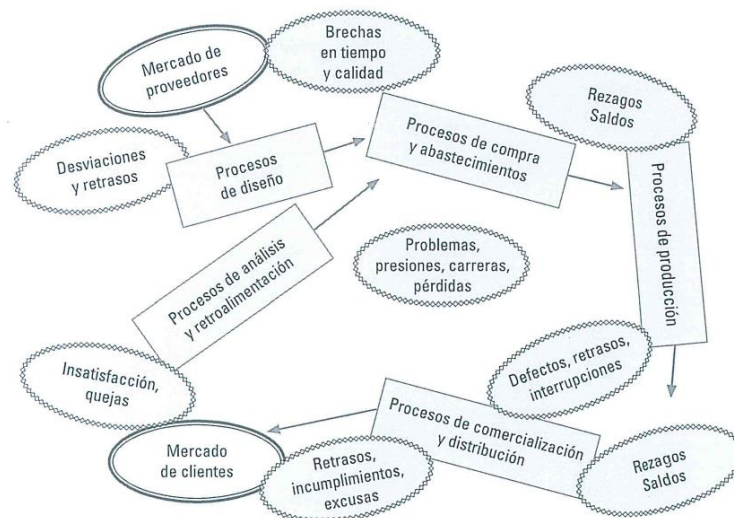 Mercado de
proveedores
Brechas
en tiempo
y calidad
Rezagos
Saldos
Desviaciones
y retrasos
Procesos
de diseño
Procesos de compra
y abastecimientos
Procesos de producción
Procesos de análisis
y retroalimentación
Problemas,
presiones, carreras,
pérdidas
Insatisfacción,
quejas
Defectos, retrasos,
interrupciones
Mercado
de clientes
Retrasos,
incumplimientos,
excusas
Procesos de comercialización
y distribución
Rezagos
Saldos